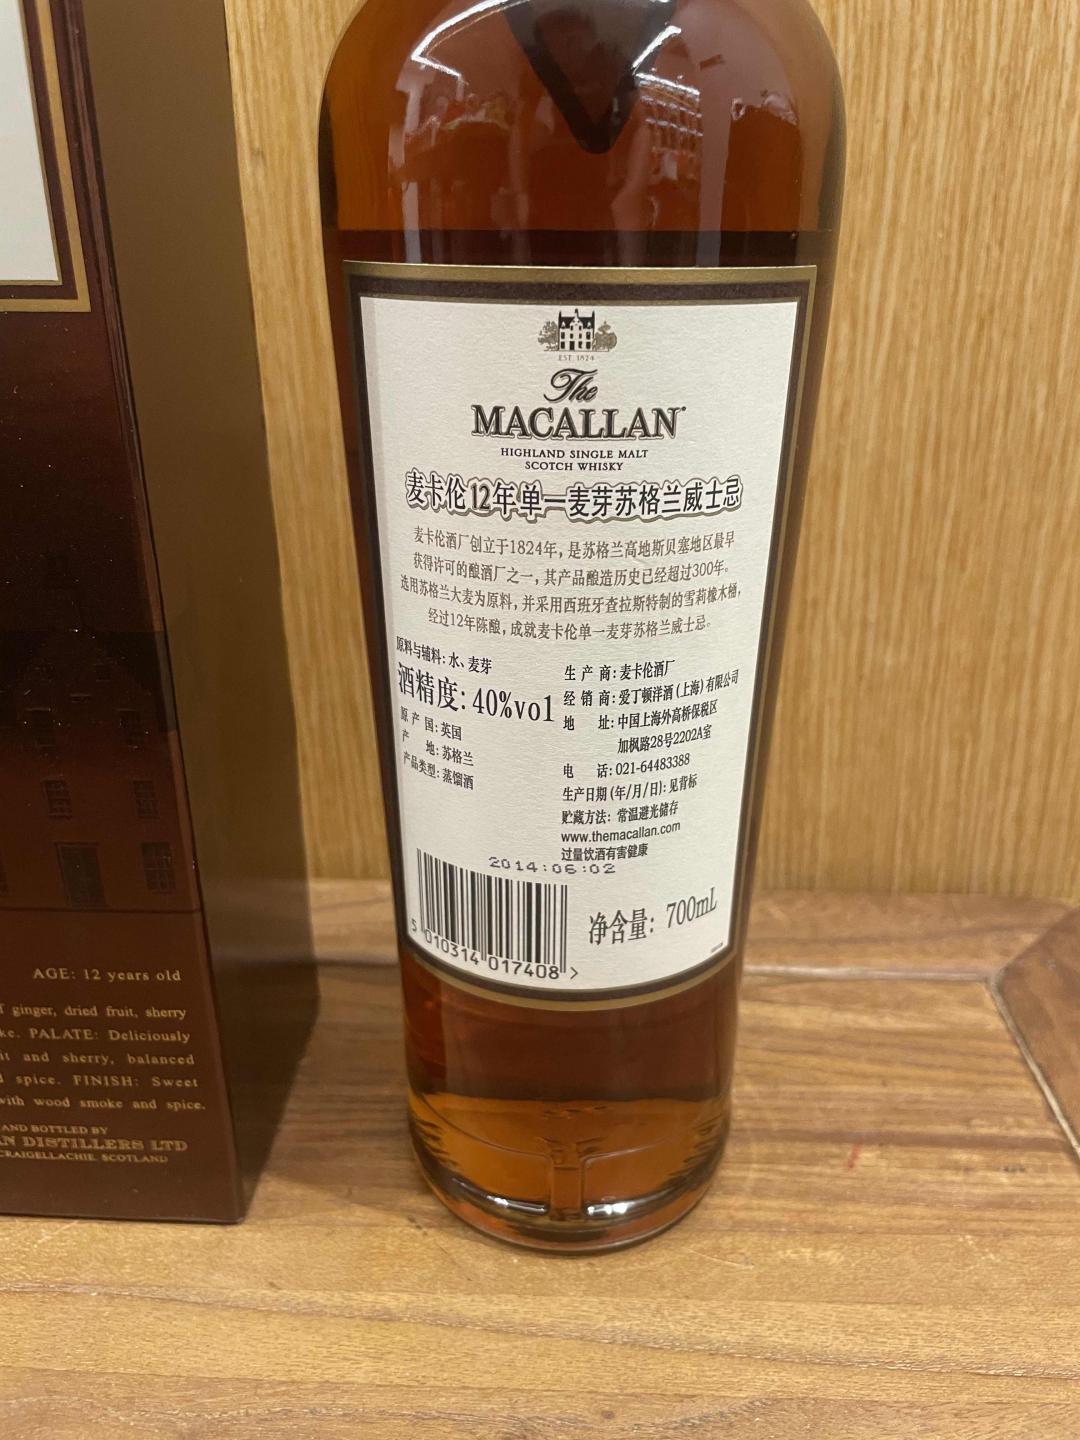 EST. 1824
The
MACALLAN
HIGHLAND SINGLE MALT
SCOTCH WHISKY
麦卡伦12年单一麦芽苏格兰威士忌
麦卡伦酒厂创立于1824年，是苏格兰高地斯贝塞地区最早
获得许可的酿酒厂之一，其产品酿造历史已经超过300年。
选用苏格兰大麦为原料，并采用西班牙查拉斯特制的雪莉橡木桶，
经过12年陈酿，成就麦卡伦单一麦芽苏格兰威士忌。
原料与辅料：水、麦芽
酒精度：40%vol
原产国：英国
产地：苏格兰
产品类型：蒸馏酒
生产商：麦卡伦酒厂
经销商：爱丁顿洋酒（上海）有限公司
地址：中国上海外高桥保税区
加枫路28号2202A室
电话：021-64483388
生产日期（年/月/日）：见背标
贮藏方法：常温避光储存
www.themacallan.com
过量饮酒有害健康
2014:06:02
5 010314 017408 >
净含量：700mL
AGE: 12 years old
ginger, dried fruit, sherry
PALATE: Deliciously
and sherry, balanced
spice. FINISH: Sweet
with wood smoke and spice.
AND BOTTLED BY
DISTILLERS LTD
CRAIGELLACHIE, SCOTLAND